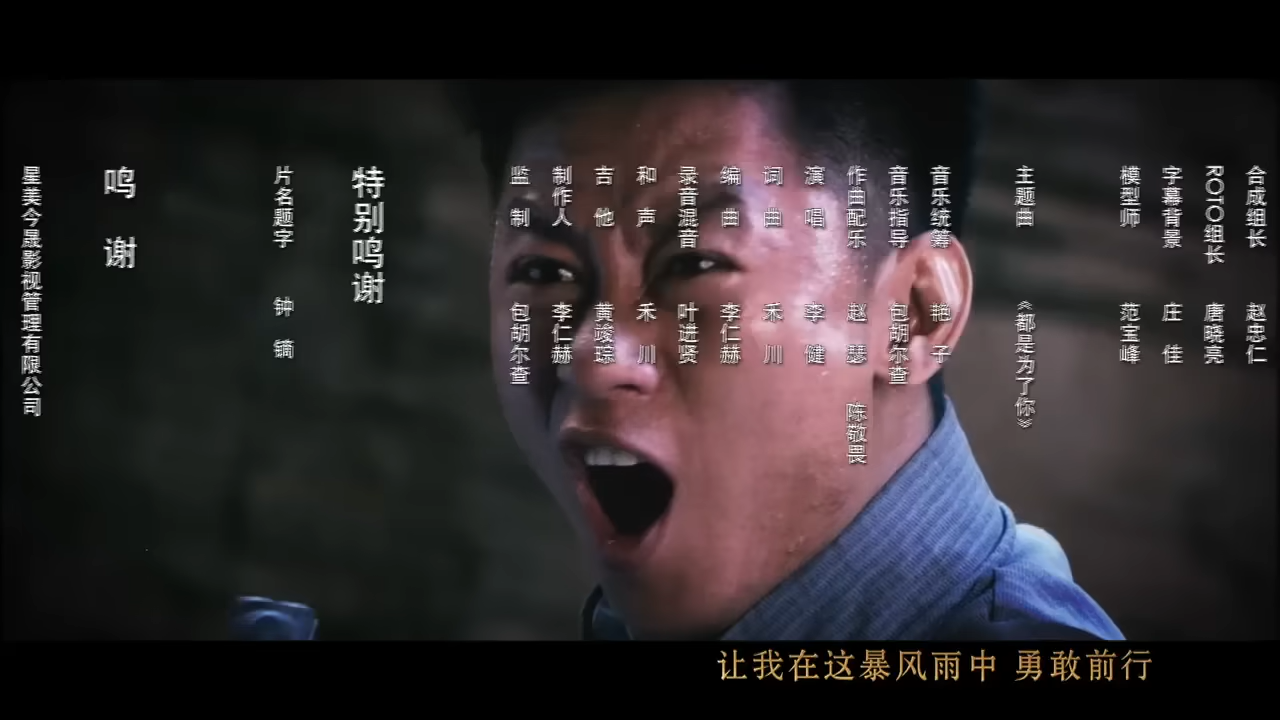 合成组长 赵忠仁
ROTO组长 唐晓亮
字幕背景 庄佳
模型师 范宝峰
主题曲 《都是为了你》
音乐统筹 艳子
音乐指导 包胡尔查
作曲配乐 赵瑟 陈敬畏
演唱 李健
词曲 禾川
编曲 李仁赫
录音混音 叶进贤
和声 禾川
吉他 黄竣琮
制作人 李仁赫
监制 包胡尔查
特别鸣谢
片名题字 钟镝
鸣谢
星美今晟影视管理有限公司
让我在这暴风雨中 勇敢前行